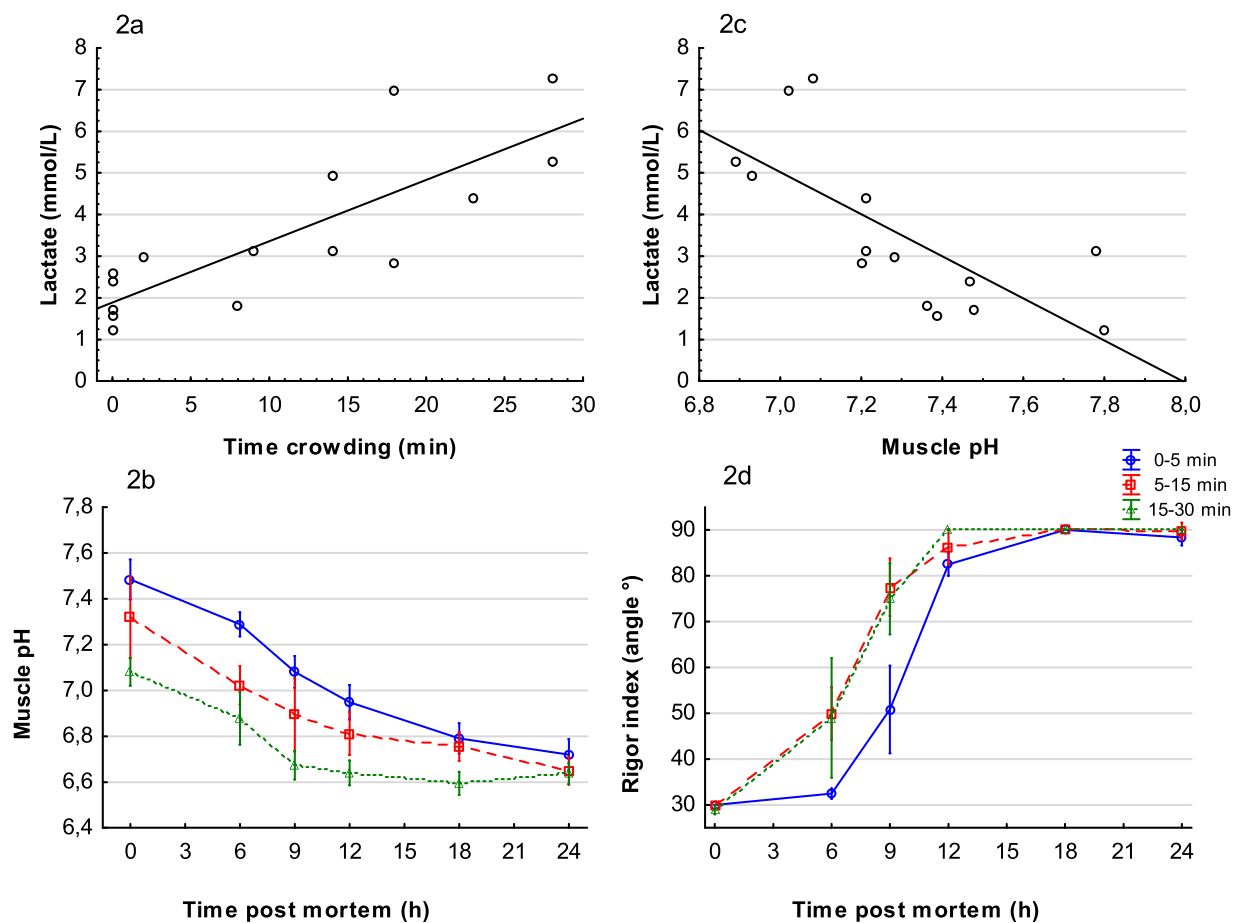 2a
8
7
6
5
4
3
2
1
0
Lactate (mmol/L)
0 5 10 15 20 25 30
Time crowding (min)
2c
8
7
6
5
4
3
2
1
0
Lactate (mmol/L)
6,8 7,0 7,2 7,4 7,6 7,8 8,0
Muscle pH
2b
7,8
7,6
7,4
7,2
7,0
6,8
6,6
6,4
Muscle pH
0 3 6 9 12 15 18 21 24
Time post mortem (h)
2d
0-5 min
5-15 min
15-30 min
90
80
70
60
50
40
30
Rigor index (angle °)
0 3 6 9 12 15 18 21 24
Time post mortem (h)